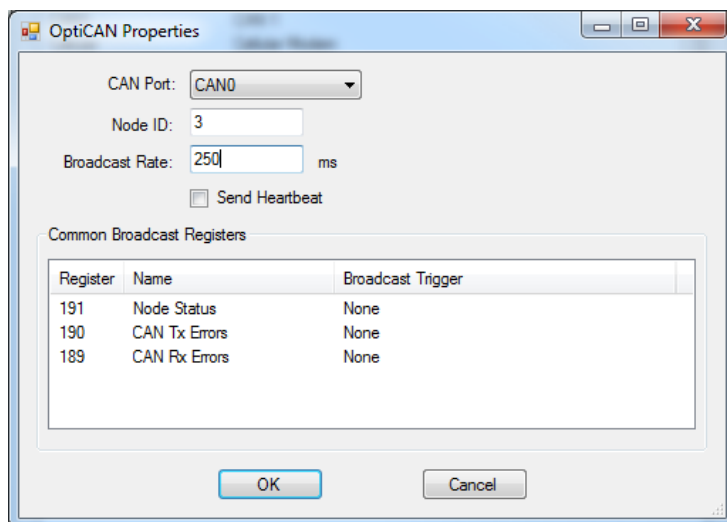 OptiCAN Properties
CAN Port: CAN0
Node ID: 3
Broadcast Rate: 250 ms
Send Heartbeat
Common Broadcast Registers
Register Name Broadcast Trigger
191 Node Status None
190 CAN Tx Errors None
189 CAN Rx Errors None
OK Cancel